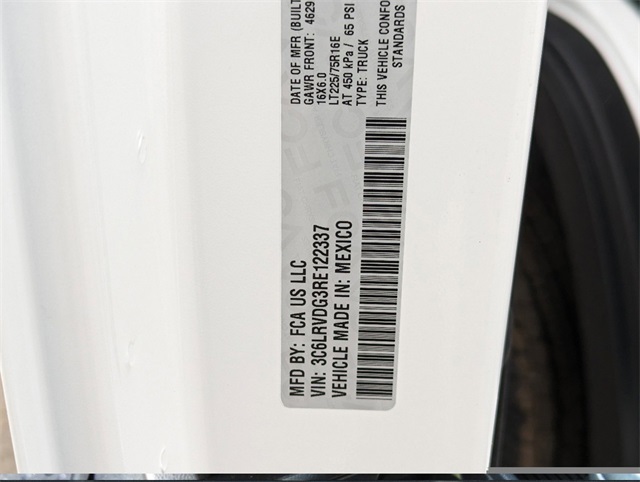 MFD BY: FCA US LLC
VIN: 3C6LRVDG3RE122337
VEHICLE MADE IN: MEXICO
DATE OF MFR (BUILT
GAWR FRONT: 4629
16X6.0
LT225/75R16E
AT 450 kPa / 65 PSI
TYPE: TRUCK
THIS VEHICLE CONFO
STANDARDS